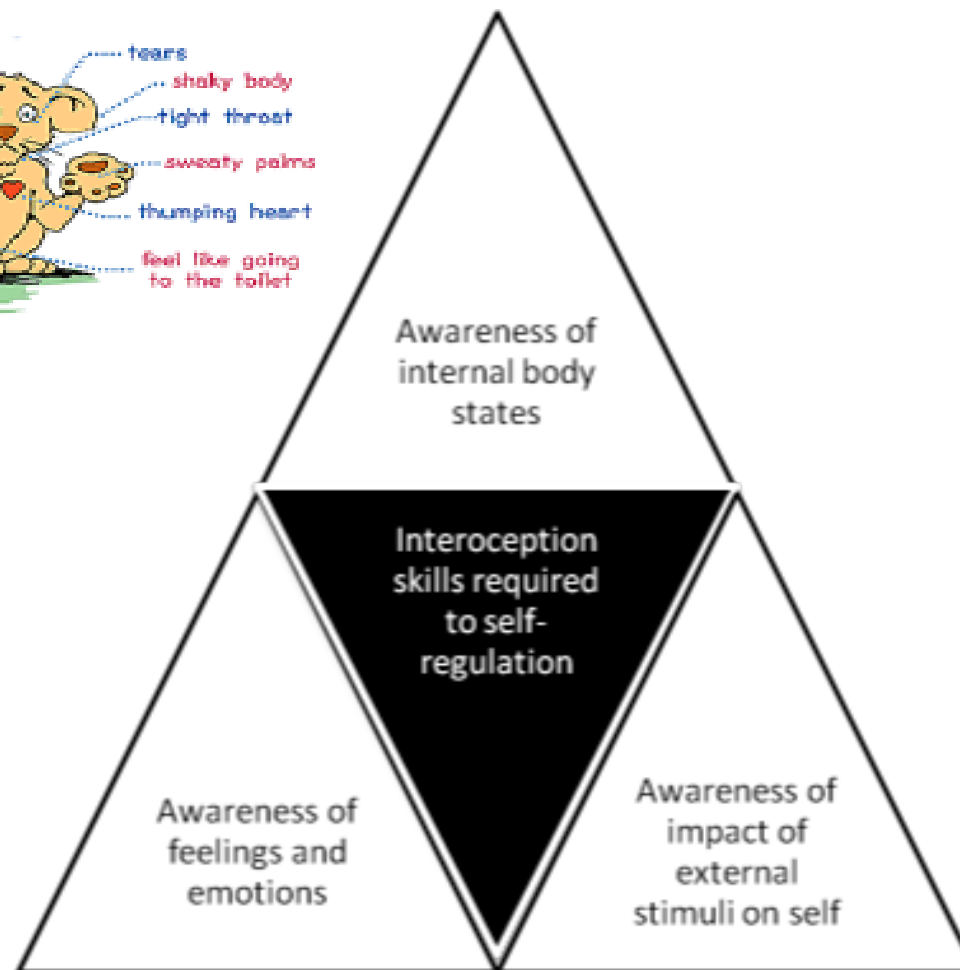 tears
shaky body
tight throat
sweaty palms
thumping heart
feel like going
to the toilet
Awareness of
internal body
states
Interoception
skills required
to self-
regulation
Awareness of
feelings and
emotions
Awareness of
impact of
external
stimuli on self